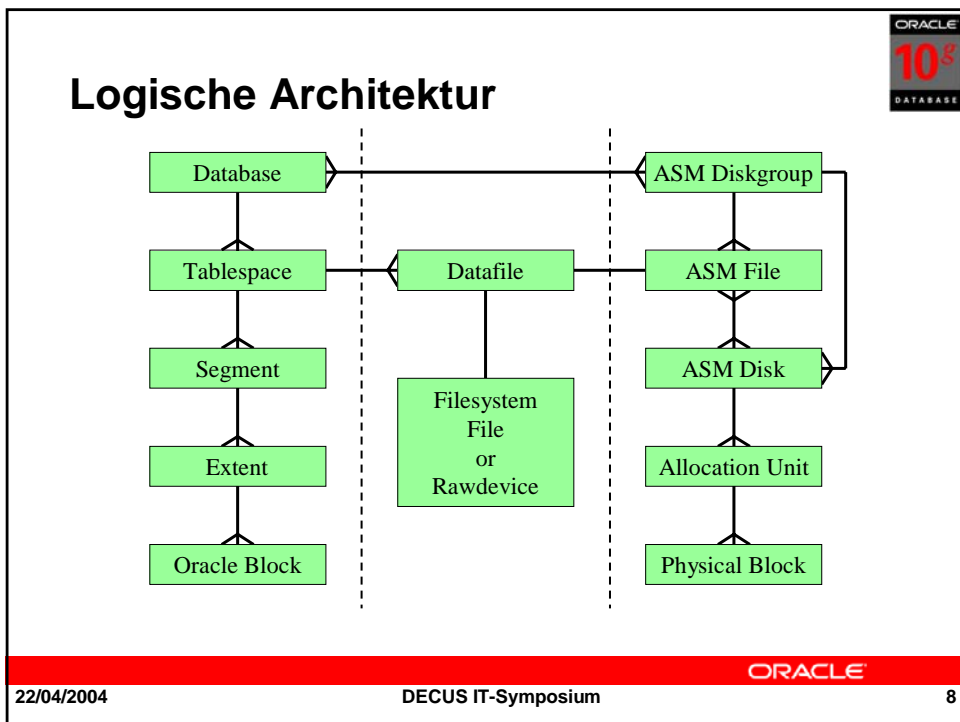 ORACLE
10g
DATABASE
Logische Architektur
Database
ASM Diskgroup
Tablespace
Datafile
ASM File
Segment
ASM Disk
Filesystem
File
or
Rawdevice
Extent
Allocation Unit
Oracle Block
Physical Block
ORACLE
22/04/2004
DECUS IT-Symposium
8